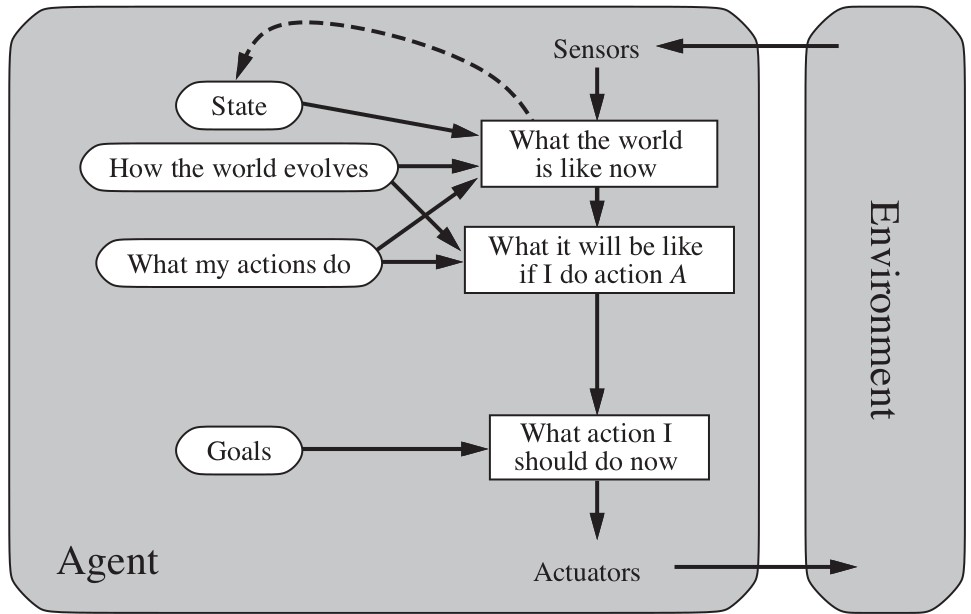 Sensors
State
What the world
is like now
How the world evolves
What it will be like
if I do action A
What my actions do
Environment
What action I
should do now
Goals
Agent
Actuators